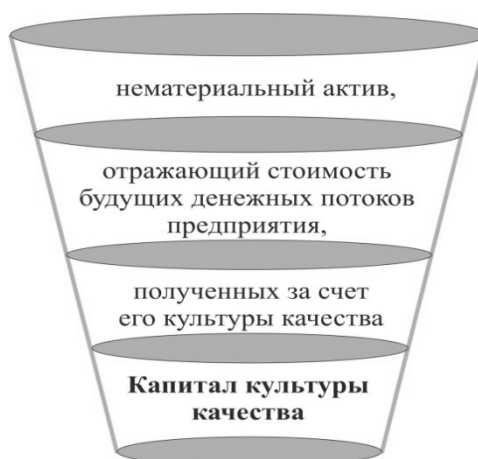 нематериальный актив,
отражающий стоимость
будущих денежных потоков
предприятия,
полученных за счет
его культуры качества
Капитал культуры
качества